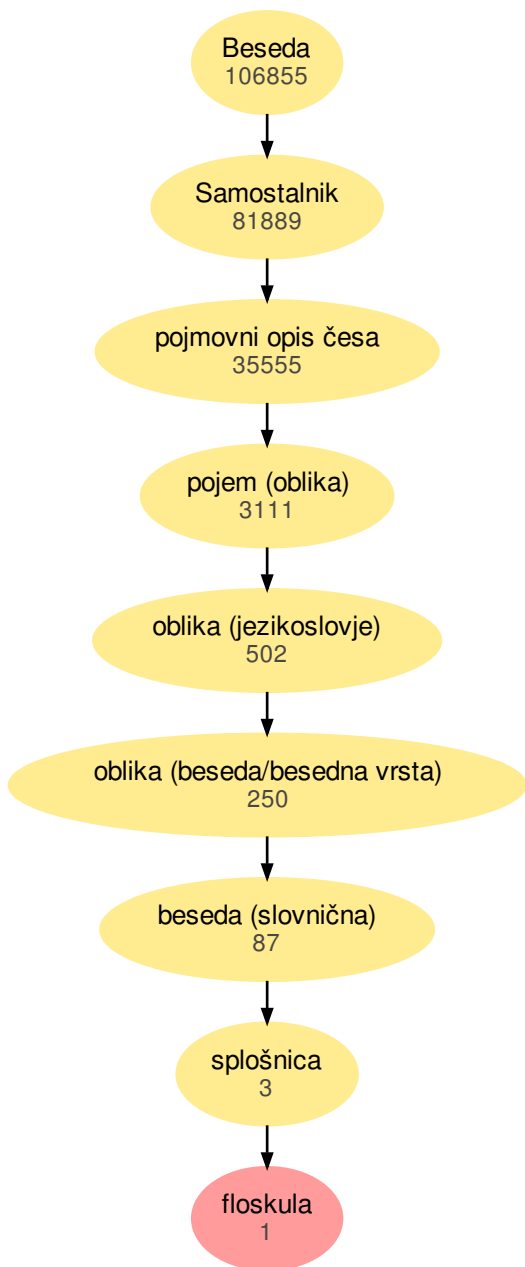 Beseda
106855
Samostalnik
81889
pojmovni opis česa
35555
pojem (oblika)
3111
oblika (jezikoslovje)
502
oblika (beseda/besedna vrsta)
250
beseda (slovnična)
87
splošnica
3
floskula
1